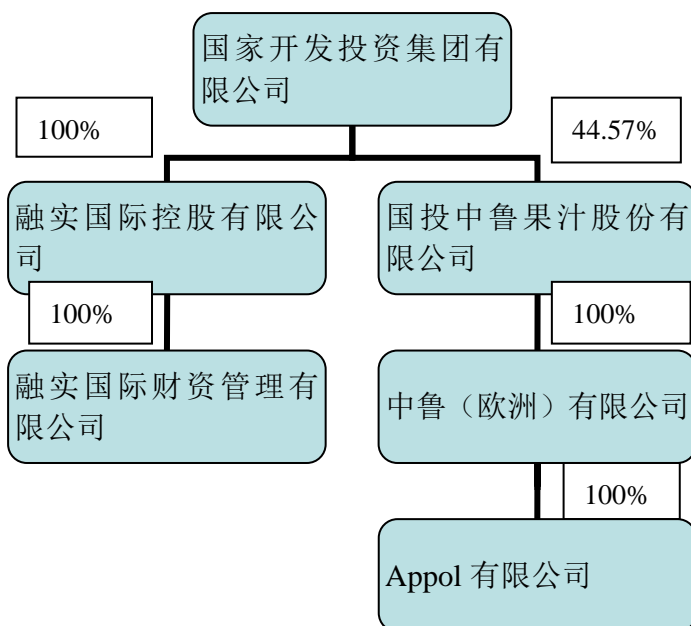 国家开发投资集团有
限公司
100%
44.57%
融实国际控股有限公
司
国投中鲁果汁股份有
限公司
100%
100%
融实国际财资管理有
限公司
中鲁（欧洲）有限公司
100%
Appol 有限公司